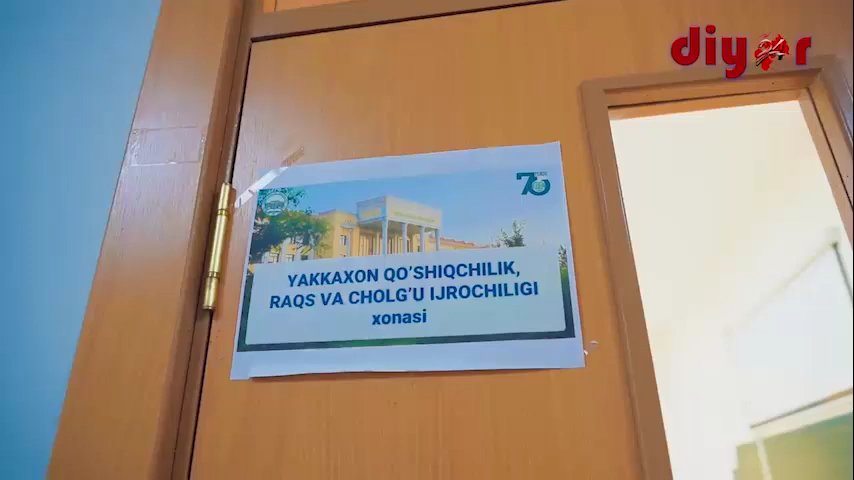 diyor
70
YAKKAXON QO'SHIQCHILIK,
RAQS VA CHOLG'U IJROCHILIGI
xonasi